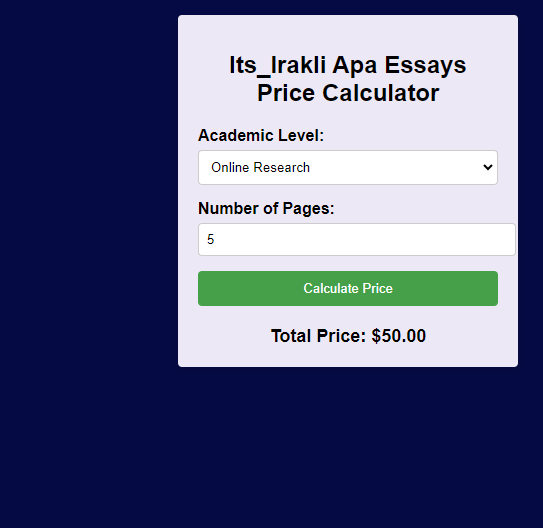 Its_Irakli Apa Essays
Price Calculator
Academic Level:
Online Research
Number of Pages:
5
Calculate Price
Total Price: $50.00